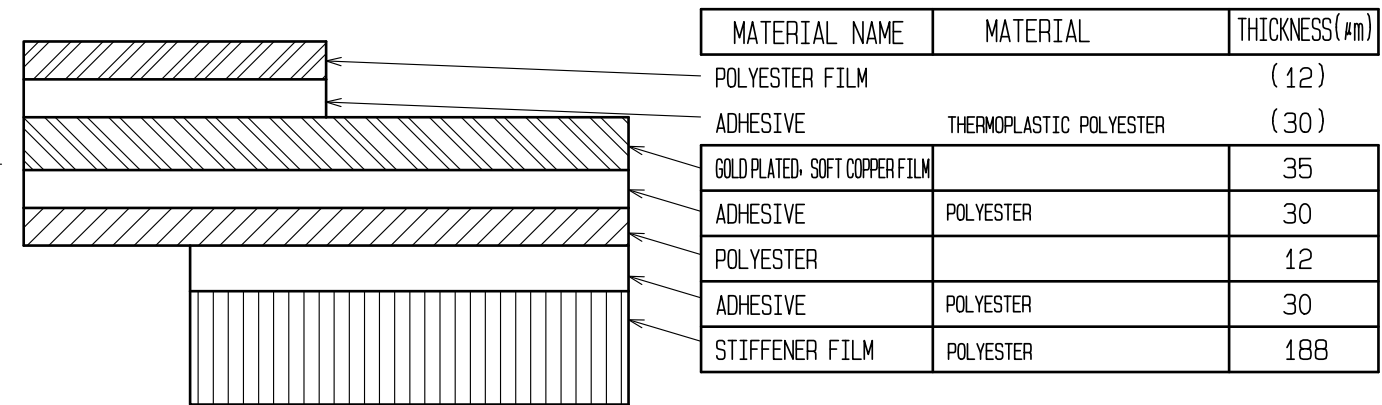 MATERIAL NAME MATERIAL THICKNESS(μm)
POLYESTER FILM (12)
ADHESIVE THERMOPLASTIC POLYESTER (30)
GOLD PLATED, SOFT COPPER FILM 35
ADHESIVE POLYESTER 30
POLYESTER 12
ADHESIVE POLYESTER 30
STIFFENER FILM POLYESTER 188